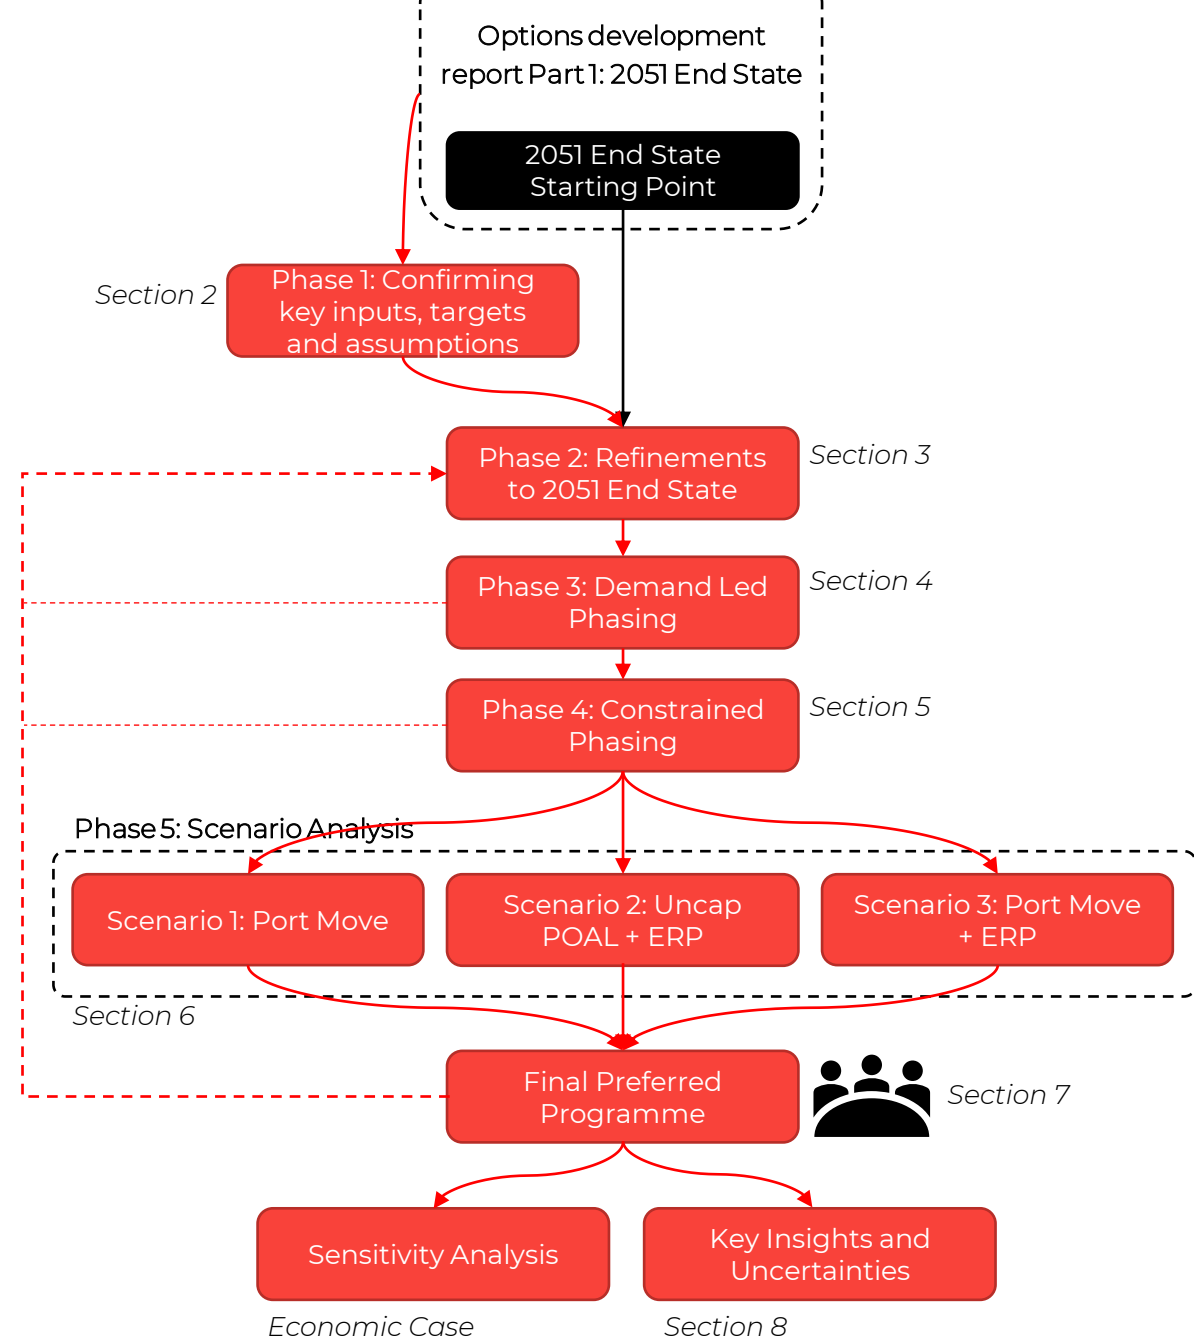 Options development
report Part 1: 2051 End State
2051 End State
Starting Point
Section 2
Phase 1: Confirming
key inputs, targets
and assumptions
Phase 2: Refinements
to 2051 End State
Section 3
Phase 3: Demand Led
Phasing
Section 4
Phase 4: Constrained
Phasing
Section 5
Phase 5: Scenario Analysis
Scenario 1: Port Move
Scenario 2: Uncap
POAL + ERP
Scenario 3: Port Move
+ ERP
Section 6
Final Preferred
Programme
Section 7
Sensitivity Analysis
Key Insights and
Uncertainties
Economic Case
Section 8